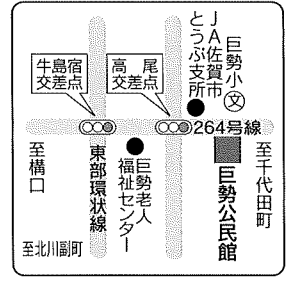 巨勢小
文
JA佐賀市
とうぶ支所
高尾
交差点
牛島宿
交差点
264号線
至千代田町
巨勢公民館
巨勢老人
福祉センター
東部環状線
至構口
至北川副町